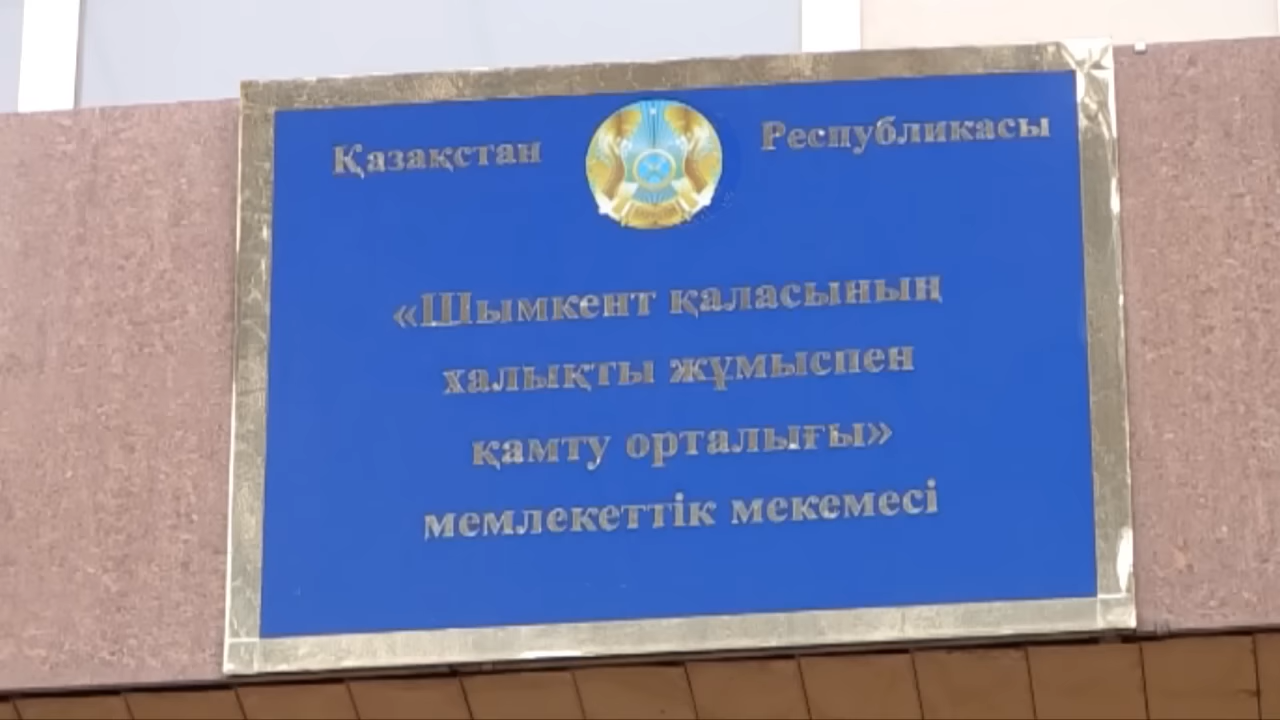 Қазақстан Республикасы
«Шымкент қаласының
халықты жұмыспен
қамту орталығы»
мемлекеттік мекемесі